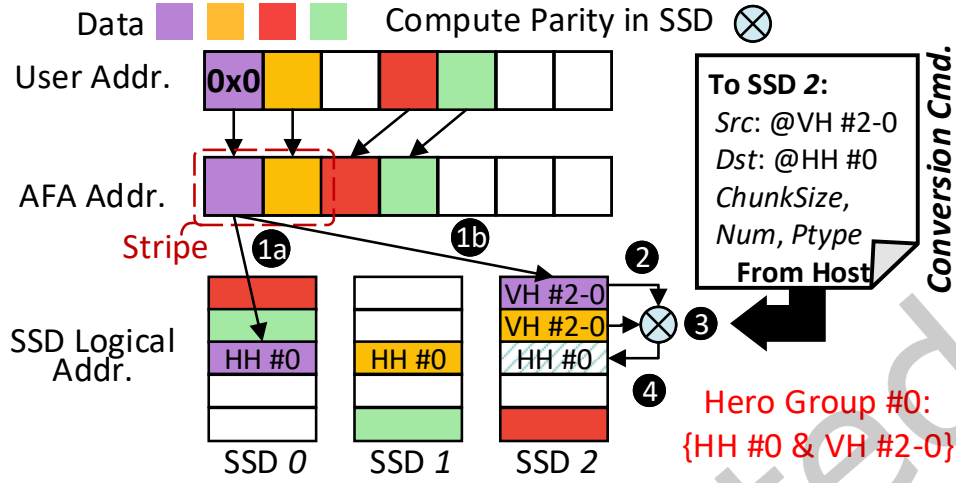 Data Compute Parity in SSD
User Addr. 0x0
AFA Addr.
Stripe
1a 1b 2
SSD Logical
Addr.
VH #2-0
VH #2-0 3
HH #0 HH #0 HH #0
4
SSD 0 SSD 1 SSD 2
To SSD 2:
Src: @VH #2-0
Dst: @HH #0
ChunkSize,
Num, Ptype
From Host
Conversion Cmd.
Hero Group #0:
{HH #0 & VH #2-0}
ted